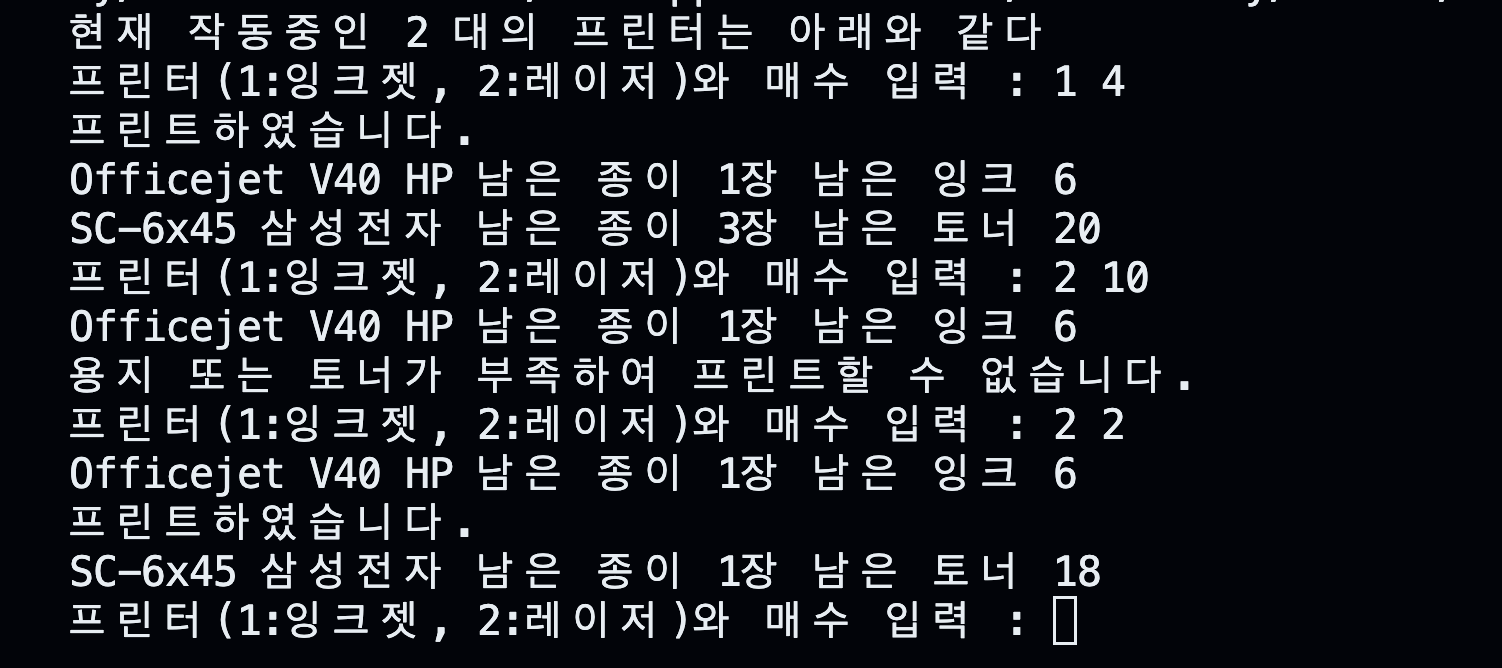 현재 작동중인 2 대의 프린터는 아래와 같다
프린터(1:잉크젯, 2:레이저)와 매수 입력 : 1 4
프린트하였습니다.
Officejet V40 HP 남은 종이 1장 남은 잉크 6
SC-6x45 삼성전자 남은 종이 3장 남은 토너 20
프린터(1:잉크젯, 2:레이저)와 매수 입력 : 2 10
Officejet V40 HP 남은 종이 1장 남은 잉크 6
용지 또는 토너가 부족하여 프린트할 수 없습니다.
프린터(1:잉크젯, 2:레이저)와 매수 입력 : 2 2
Officejet V40 HP 남은 종이 1장 남은 잉크 6
프린트하였습니다.
SC-6x45 삼성전자 남은 종이 1장 남은 토너 18
프린터(1:잉크젯, 2:레이저)와 매수 입력 :